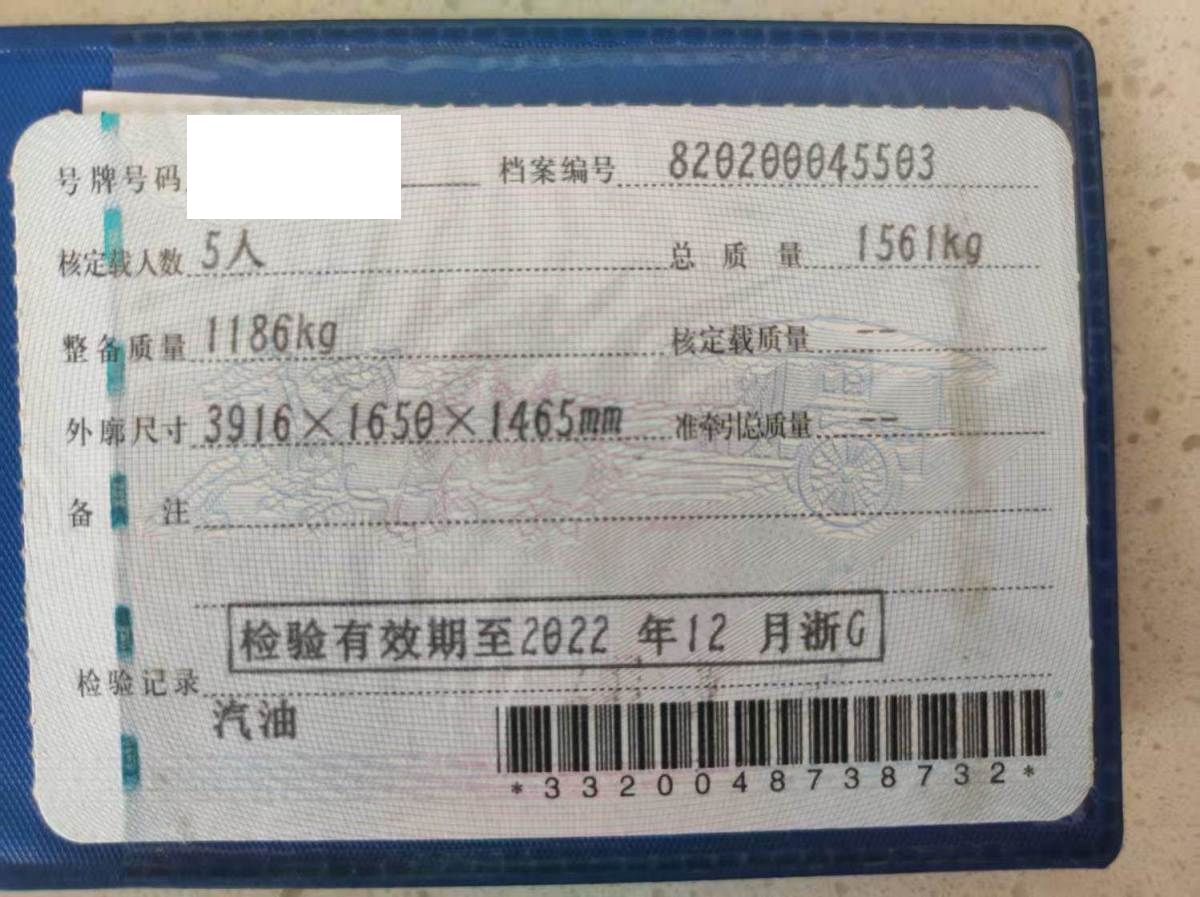 号牌号码 档案编号 820200045503
核定载人数 5人 总质量 1561kg
整备质量 1186kg 核定载质量 --
外廓尺寸 3916×1650×1465mm 准牵引总质量 --
备注
检验有效期至2022 年12 月浙G
检验记录
汽油
*3320048738732*